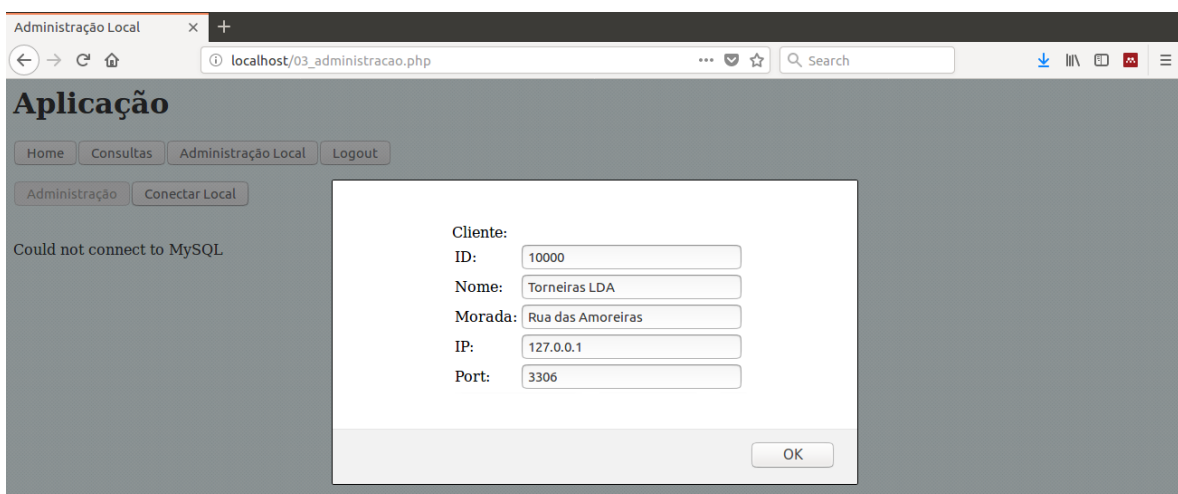 Administração Local
localhost/03_administracao.php
Search
Aplicação
Home Consultas Administração Local Logout
Administração Conectar Local
Could not connect to MySQL
Cliente:
ID: 10000
Nome: Torneiras LDA
Morada: Rua das Amoreiras
IP: 127.0.0.1
Port: 3306
OK